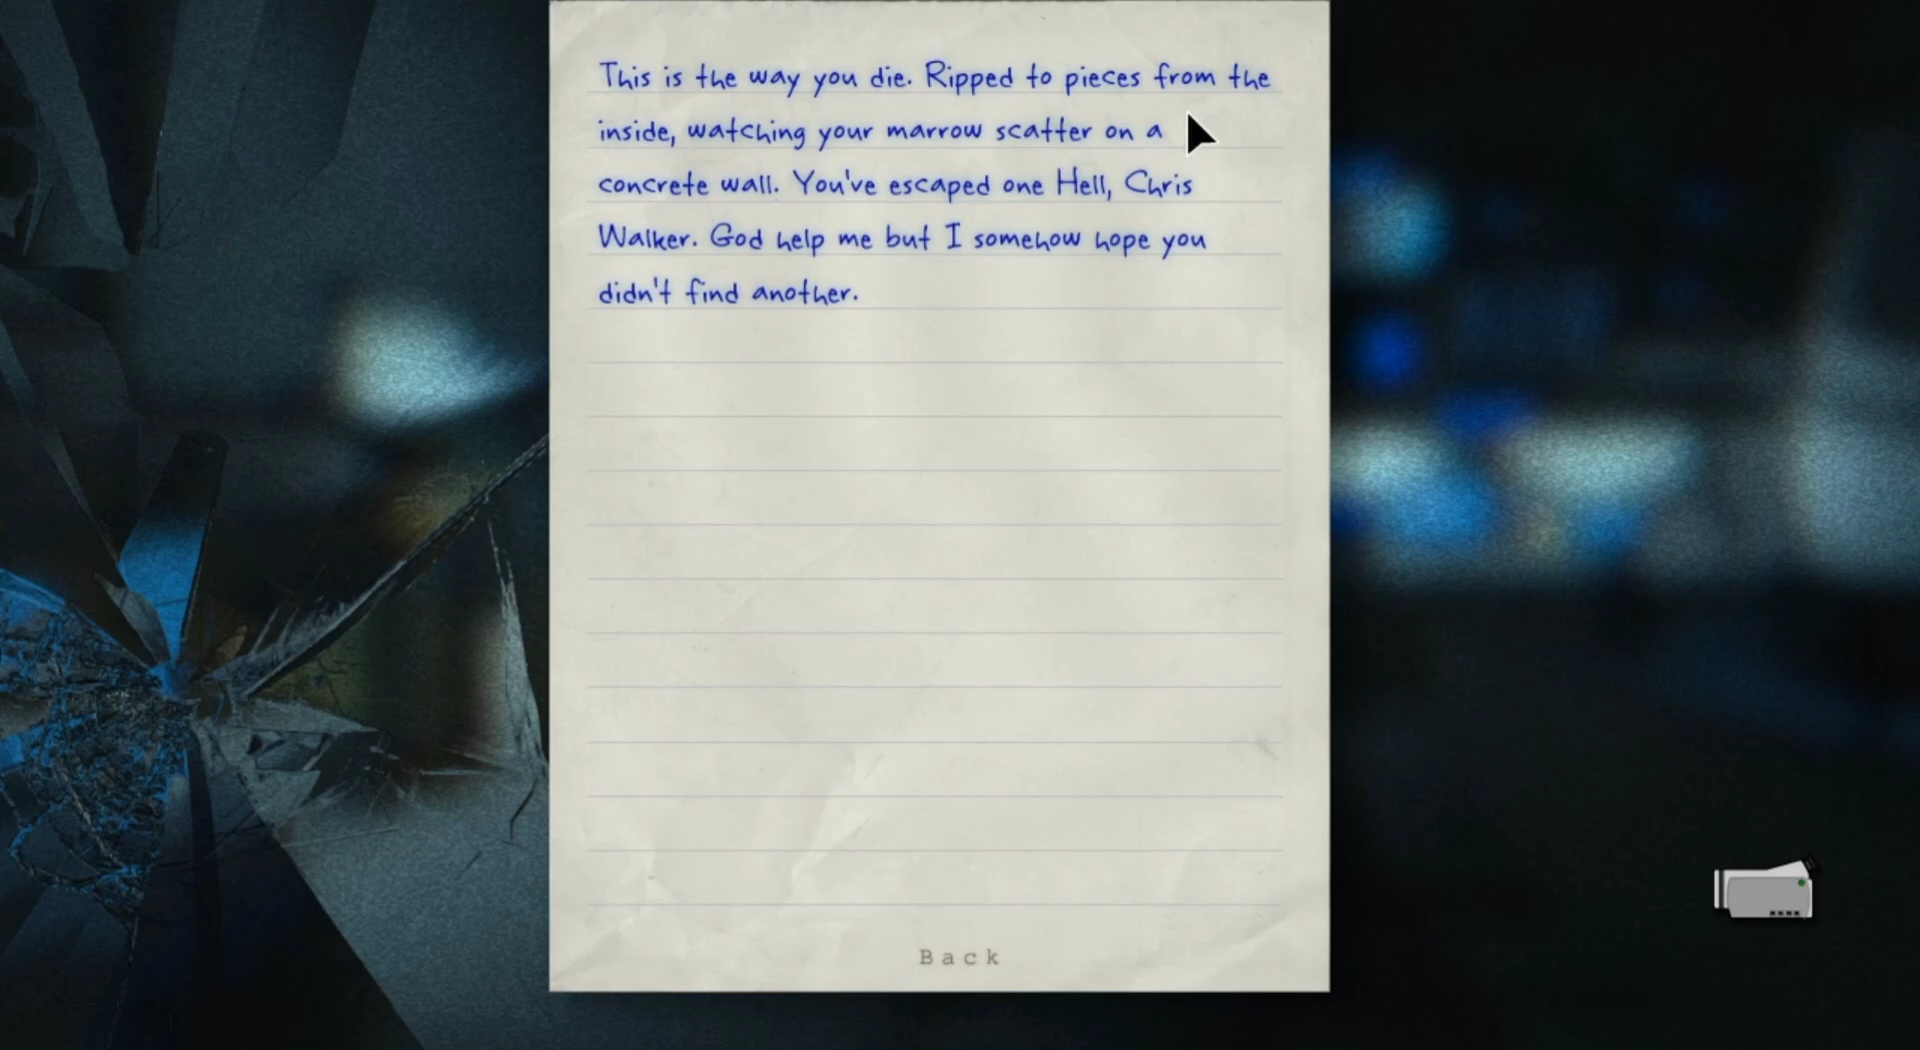 This is the way you die. Ripped to pieces from the
inside, watching your marrow scatter on a
concrete wall. You've escaped one Hell, Chris
Walker. God help me but I somehow hope you
didn't find another.
Back